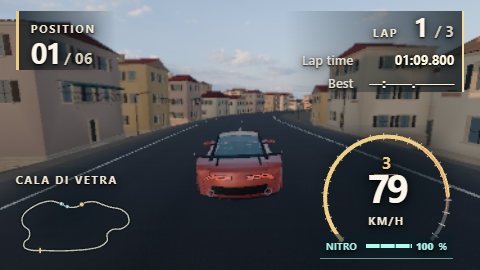 POSITION
01 / 06
LAP 1 / 3
Lap time 01:09.800
Best --:--.---
3
79
KM/H
CALA DI VETRA
NITRO 100 %